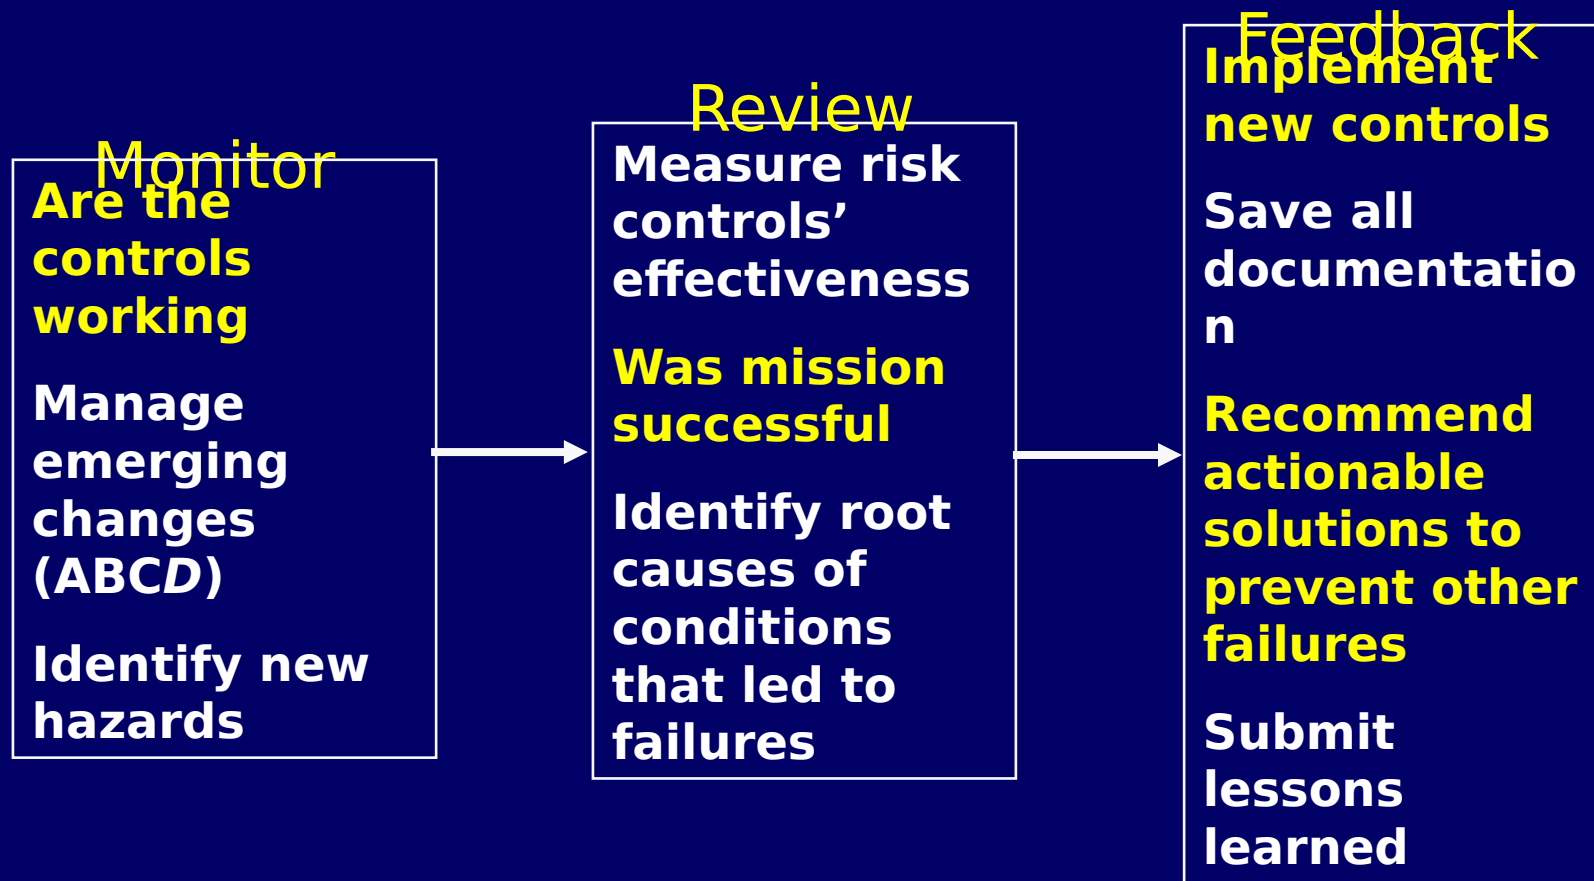 Monitor
Are the
controls
working
Manage
emerging
changes
(ABCD)
Identify new
hazards
Review
Measure risk
controls’
effectiveness
Was mission
successful
Identify root
causes of
conditions
that led to
failures
Feedback
Implement
new controls
Save all
documentatio
n
Recommend
actionable
solutions to
prevent other
failures
Submit
lessons
learned